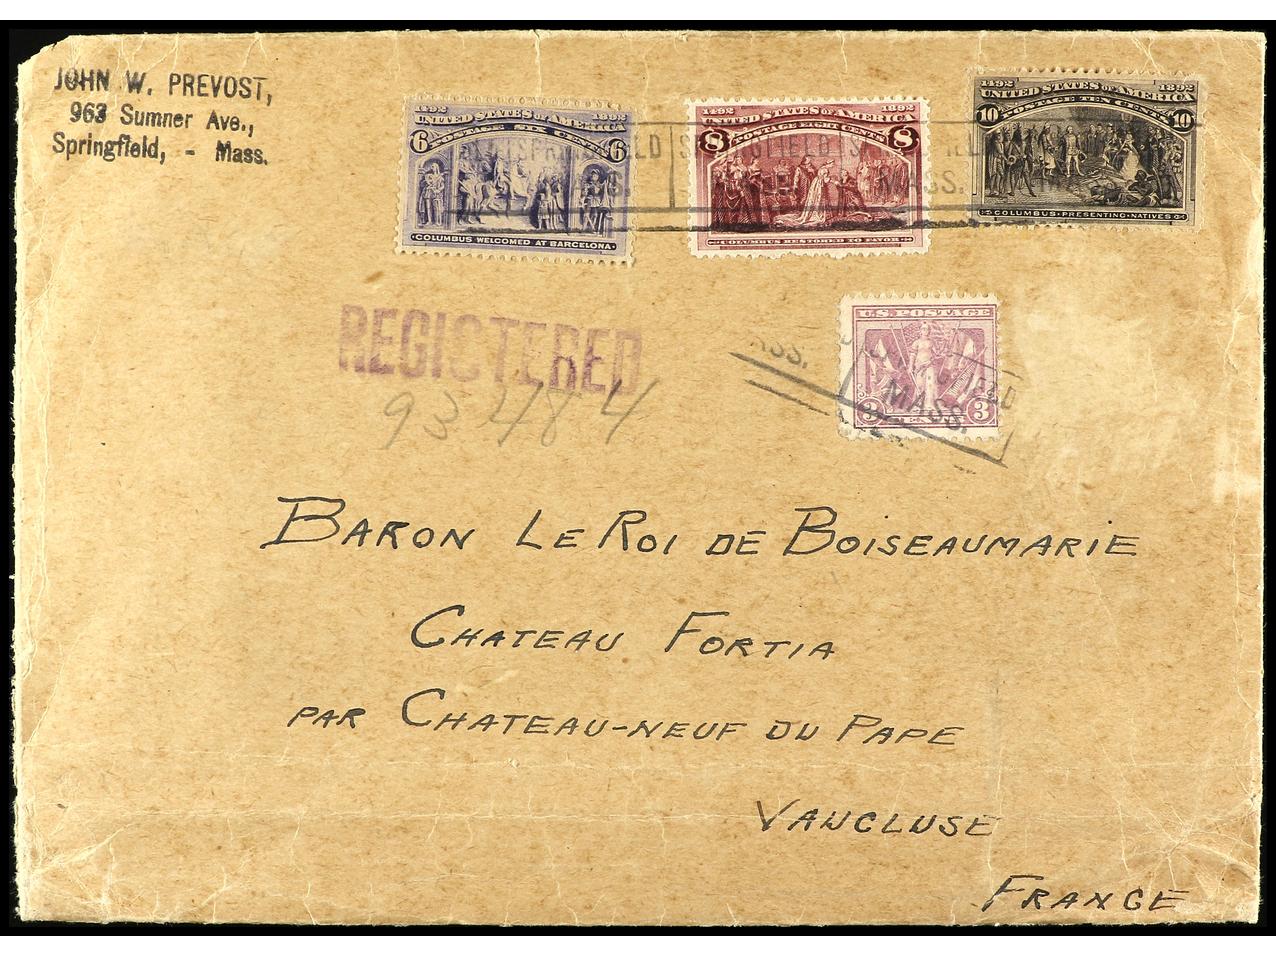 JOHN W. PREVOST,
963 Sumner Ave.,
Springfield, - Mass.
1492 1892
UNITED STATES OF AMERICA
POSTAGE SIX CENTS
6 6
COLUMBUS WELCOMED AT BARCELONA
1492 1892
UNITED STATES OF AMERICA
POSTAGE EIGHT CENTS
8 8
COLUMBUS RESTORED TO FAVOR
1492 1892
UNITED STATES OF AMERICA
POSTAGE TEN CENTS
10 10
COLUMBUS PRESENTING NATIVES
SPRINGFIELD
MASS.
U.S. POSTAGE
3 CENTS 3
MASS.
REGISTERED
93484
BARON LE ROI DE BOISEAUMARIE
CHATEAU FORTIA
PAR CHATEAU-NEUF DU PAPE
VAUCLUSE
FRANCE